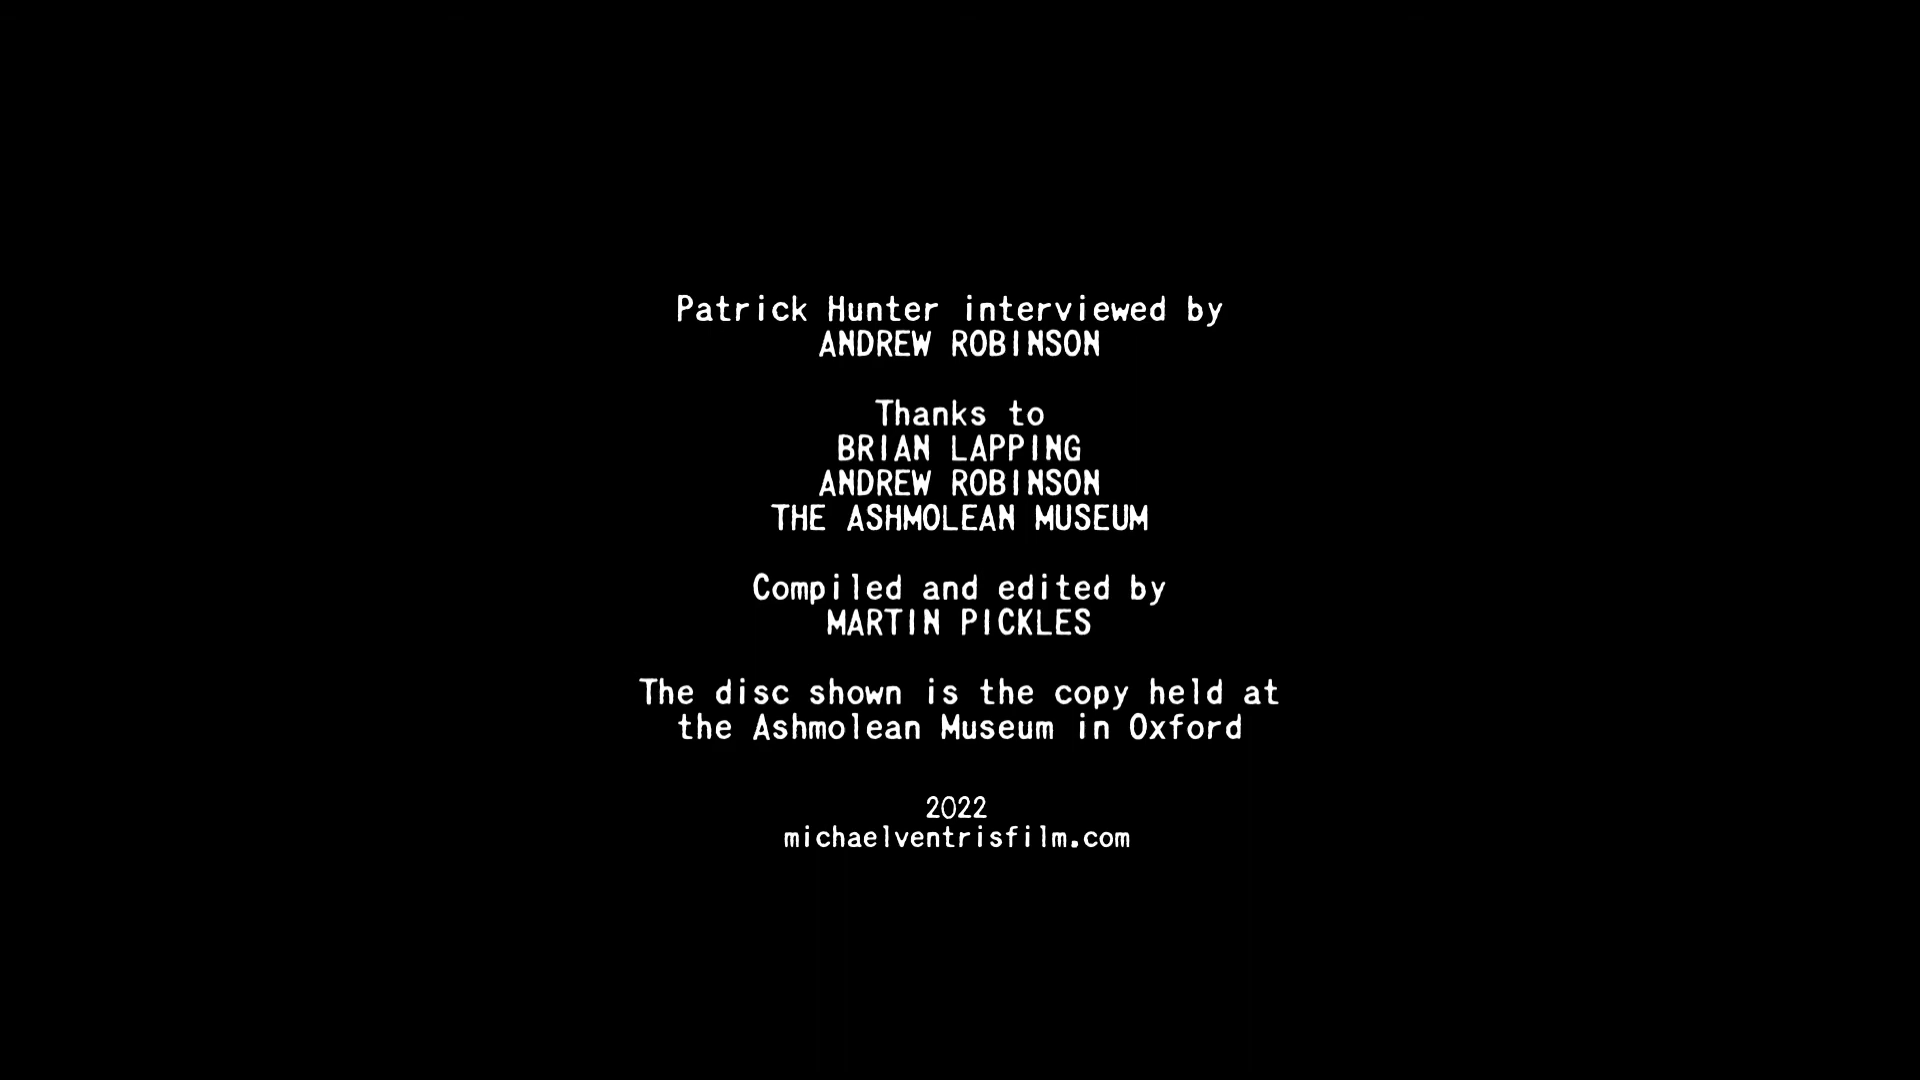 Patrick Hunter interviewed by
ANDREW ROBINSON
Thanks to
BRIAN LAPPING
ANDREW ROBINSON
THE ASHMOLEAN MUSEUM
Compiled and edited by
MARTIN PICKLES
The disc shown is the copy held at
the Ashmolean Museum in Oxford
2022
michaelventrisfilm.com